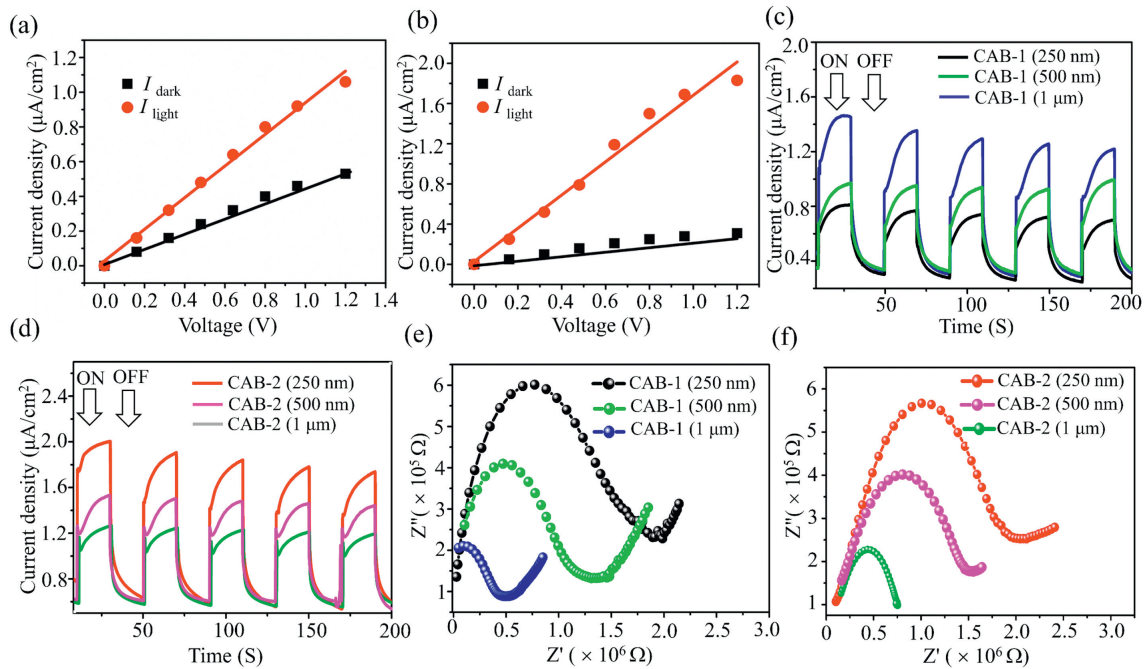 (a)
Current density (μA/cm²)
1.2
1.0
0.8
0.6
0.4
0.2
0.0
I dark
I light
0.0 0.2 0.4 0.6 0.8 1.0 1.2 1.4
Voltage (V)
(b)
Current density (μA/cm²)
2.4
2.0
1.6
1.2
0.8
0.4
0.0
I dark
I light
0.0 0.2 0.4 0.6 0.8 1.0 1.2
Voltage (V)
(c)
Current density (μA/cm²)
2.0
1.6
1.2
0.8
0.4
ON OFF
CAB-1 (250 nm)
CAB-1 (500 nm)
CAB-1 (1 μm)
50 100 150 200
Time (S)
(d)
Current density (μA/cm²)
2.4
2.0
1.6
1.2
0.8
ON OFF
CAB-2 (250 nm)
CAB-2 (500 nm)
CAB-2 (1 μm)
50 100 150 200
Time (S)
(e)
Z'' ( × 10⁵ Ω)
6
5
4
3
2
1
0
CAB-1 (250 nm)
CAB-1 (500 nm)
CAB-1 (1 μm)
0 0.5 1.0 1.5 2.0 2.5 3.0
Z' ( × 10⁶ Ω)
(f)
Z'' ( × 10⁵ Ω)
6
5
4
3
2
1
0
CAB-2 (250 nm)
CAB-2 (500 nm)
CAB-2 (1 μm)
0 0.5 1.0 1.5 2.0 2.5 3.0
Z' ( × 10⁶ Ω)